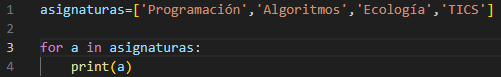 1 asignaturas=['Programación','Algoritmos','Ecología','TICS']
2
3 for a in asignaturas:
4     print(a)